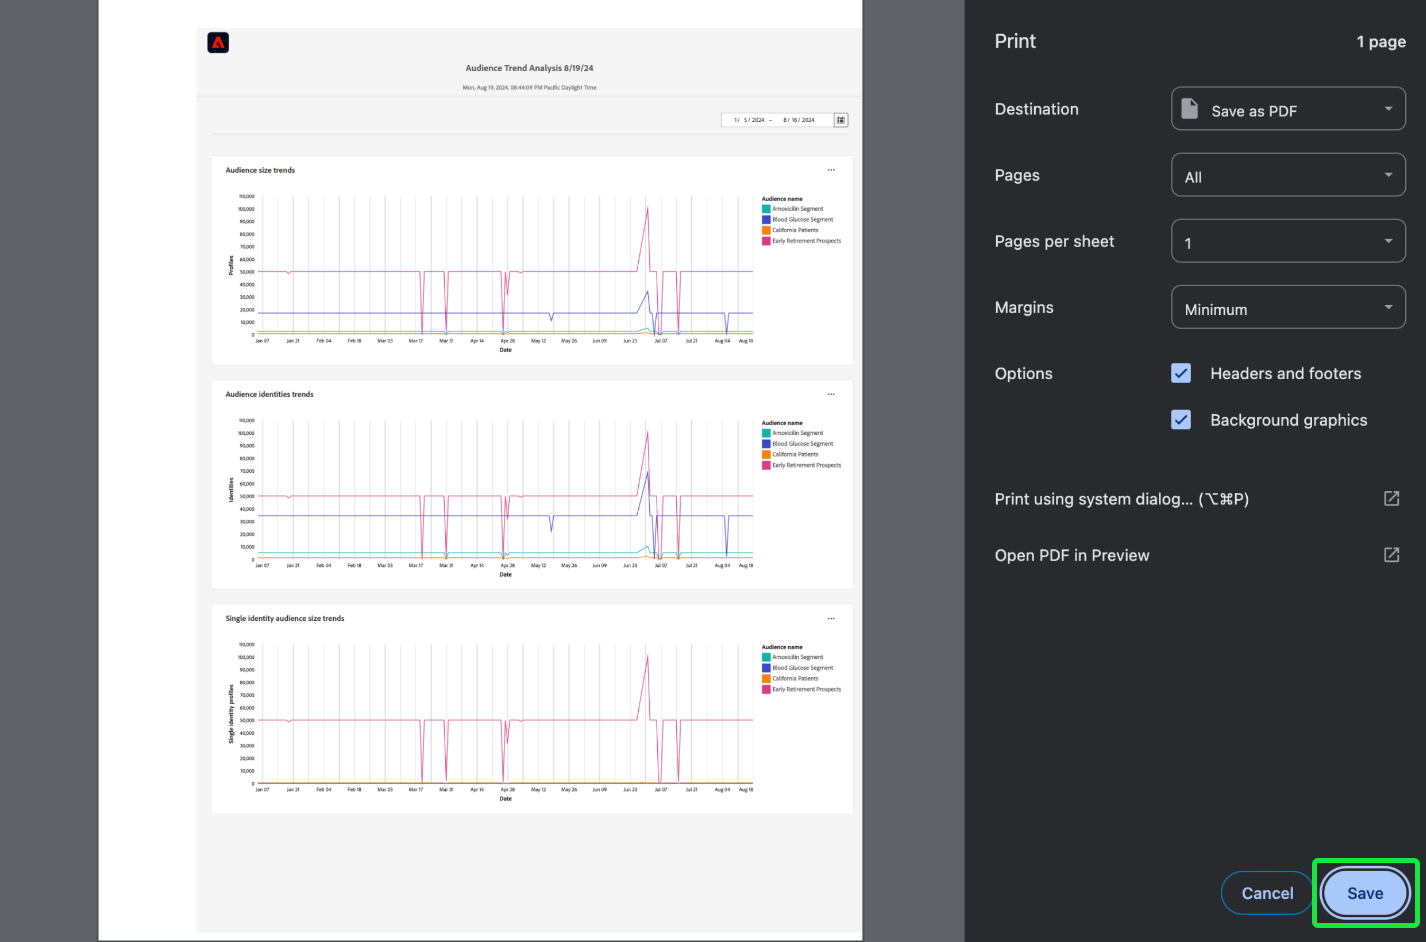 Audience Trend Analysis 8/19/24
Mon, Aug 19, 2024, 08:44:09 PM Pacific Daylight Time
1/ 5/2024 – 8/18/2024
Audience size trends
...
110,000
100,000
90,000
80,000
70,000
60,000
50,000
40,000
30,000
20,000
10,000
0
Profiles
Jan 07 Jan 21 Feb 04 Feb 18 Mar 03 Mar 17 Mar 31 Apr 14 Apr 28 May 12 May 26 Jun 09 Jun 23 Jul 07 Jul 21 Aug 04 Aug 18
Date
Audience name
Amoxicilin Segment
Blood Glucose Segment
California Patients
Early Retirement Prospects
Audience identities trends
...
110,000
100,000
90,000
80,000
70,000
60,000
50,000
40,000
30,000
20,000
10,000
0
Identities
Jan 07 Jan 21 Feb 04 Feb 18 Mar 03 Mar 17 Mar 31 Apr 14 Apr 28 May 12 May 26 Jun 09 Jun 23 Jul 07 Jul 21 Aug 04 Aug 18
Date
Audience name
Amoxicilin Segment
Blood Glucose Segment
California Patients
Early Retirement Prospects
Single identity audience size trends
...
110,000
100,000
90,000
80,000
70,000
60,000
50,000
40,000
30,000
20,000
10,000
0
Single identity profiles
Jan 07 Jan 21 Feb 04 Feb 18 Mar 03 Mar 17 Mar 31 Apr 14 Apr 28 May 12 May 26 Jun 09 Jun 23 Jul 07 Jul 21 Aug 04 Aug 18
Date
Audience name
Amoxicilin Segment
Blood Glucose Segment
California Patients
Early Retirement Prospects
Print 1 page
Destination Save as PDF
Pages All
Pages per sheet 1
Margins Minimum
Options Headers and footers
Background graphics
Print using system dialog... (⌥⌘P)
Open PDF in Preview
Cancel Save